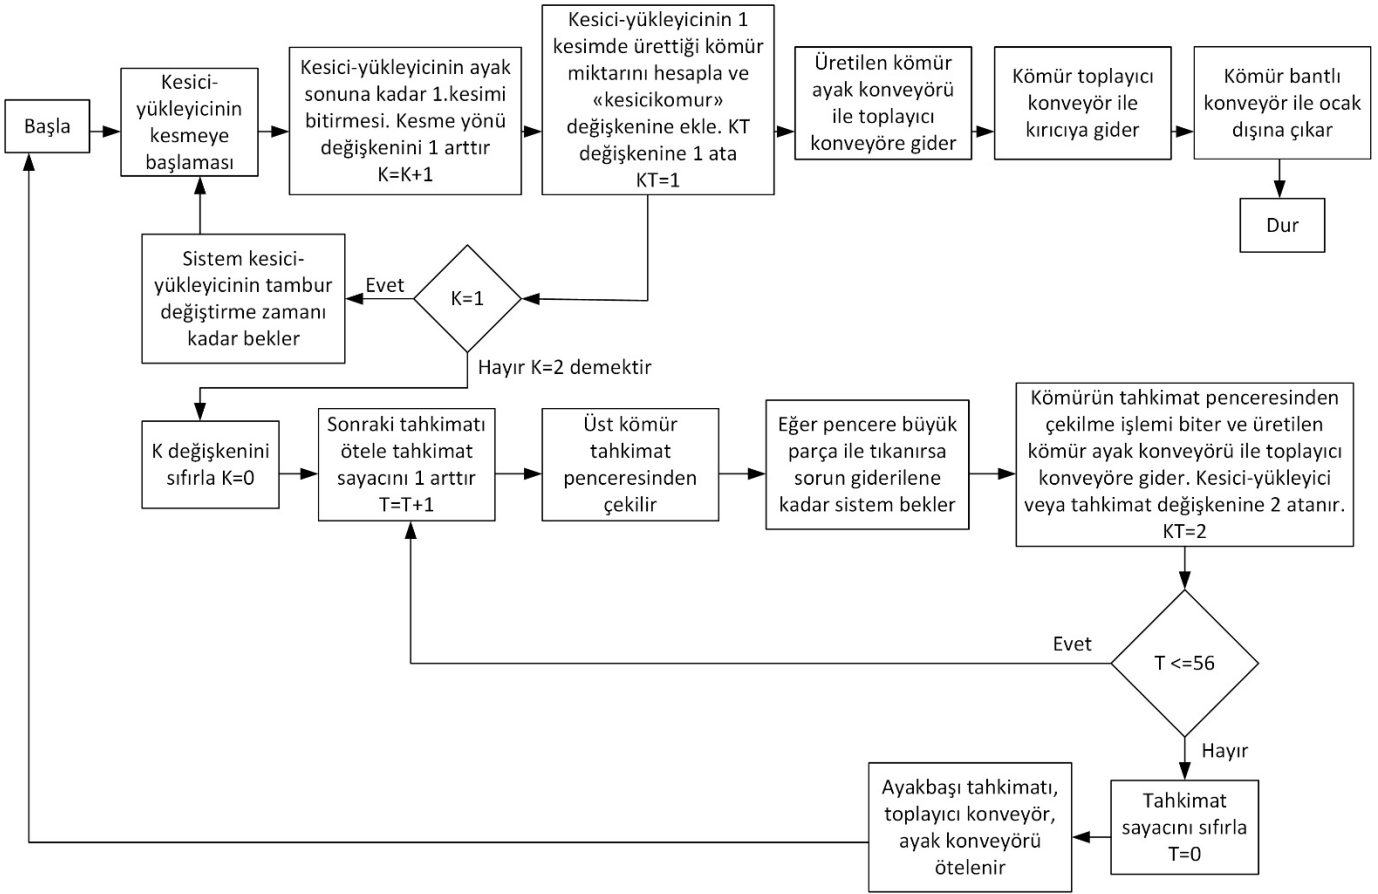 Başla
Kesici-
yükleyicinin
kesmeye
başlaması
Kesici-yükleyicinin ayak
sonuna kadar 1.kesimi
bitirmesi. Kesme yönü
değişkenini 1 arttır
K=K+1
Kesici-yükleyicinin 1
kesimde ürettiği kömür
miktarını hesapla ve
«kesicikomur»
değişkenine ekle. KT
değişkenine 1 ata
KT=1
Üretilen kömür
ayak konveyörü
ile toplayıcı
konveyöre gider
Kömür toplayıcı
konveyör ile
kırıcıya gider
Kömür bantlı
konveyör ile ocak
dışına çıkar
Dur
Sistem kesici-
yükleyicinin tambur
değiştirme zamanı
kadar bekler
Evet
K=1
Hayır K=2 demektir
K değişkenini
sıfırla K=0
Sonraki tahkimatı
ötele tahkimat
sayacını 1 arttır
T=T+1
Üst kömür
tahkimat
penceresinden
çekilir
Eğer pencere büyük
parça ile tıkanırsa
sorun giderilene
kadar sistem bekler
Kömürün tahkimat penceresinden
çekilme işlemi biter ve üretilen
kömür ayak konveyörü ile toplayıcı
konveyöre gider. Kesici-yükleyici
veya tahkimat değişkenine 2 atanır.
KT=2
Evet
T <=56
Hayır
Tahkimat
sayacını sıfırla
T=0
Ayakbaşı tahkimatı,
toplayıcı konveyör,
ayak konveyörü
ötelenir